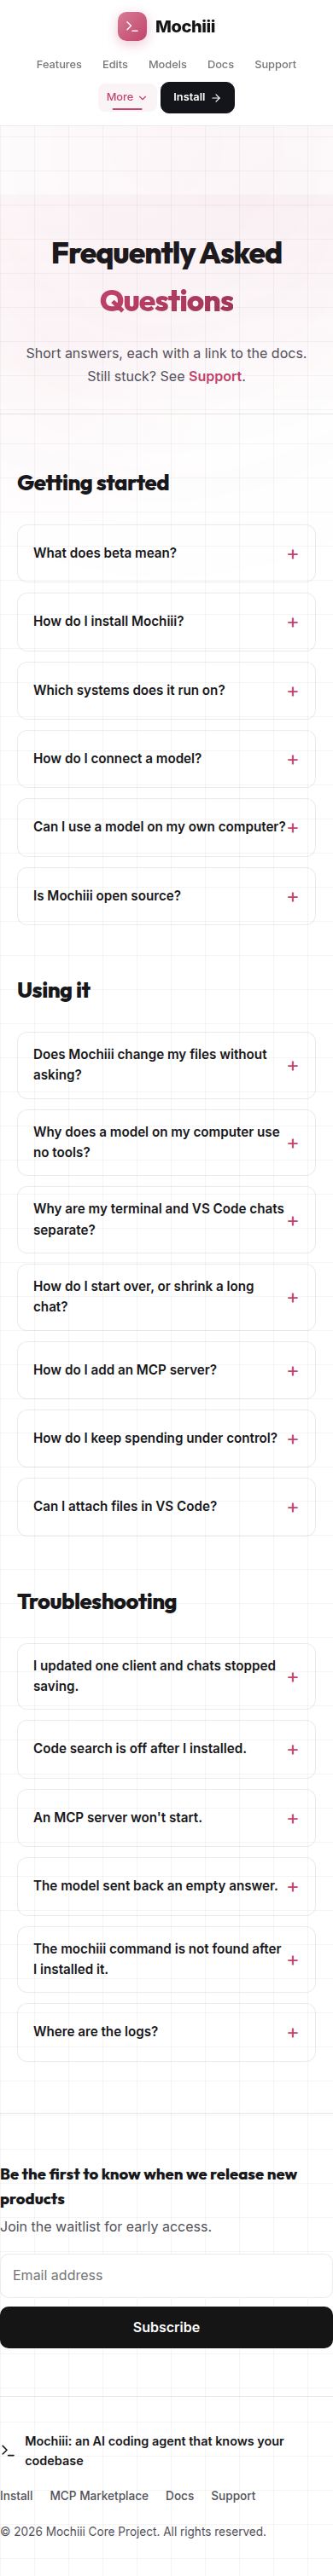 Mochiii
Features Edits Models Docs Support
More Install
Frequently Asked
Questions
Short answers, each with a link to the docs.
Still stuck? See Support.
Getting started
What does beta mean?
How do I install Mochiii?
Which systems does it run on?
How do I connect a model?
Can I use a model on my own computer?
Is Mochiii open source?
Using it
Does Mochiii change my files without
asking?
Why does a model on my computer use
no tools?
Why are my terminal and VS Code chats
separate?
How do I start over, or shrink a long
chat?
How do I add an MCP server?
How do I keep spending under control?
Can I attach files in VS Code?
Troubleshooting
I updated one client and chats stopped
saving.
Code search is off after I installed.
An MCP server won't start.
The model sent back an empty answer.
The mochiii command is not found after
I installed it.
Where are the logs?
Be the first to know when we release new
products
Join the waitlist for early access.
Email address
Subscribe
Mochiii: an AI coding agent that knows your
codebase
Install MCP Marketplace Docs Support
© 2026 Mochiii Core Project. All rights reserved.